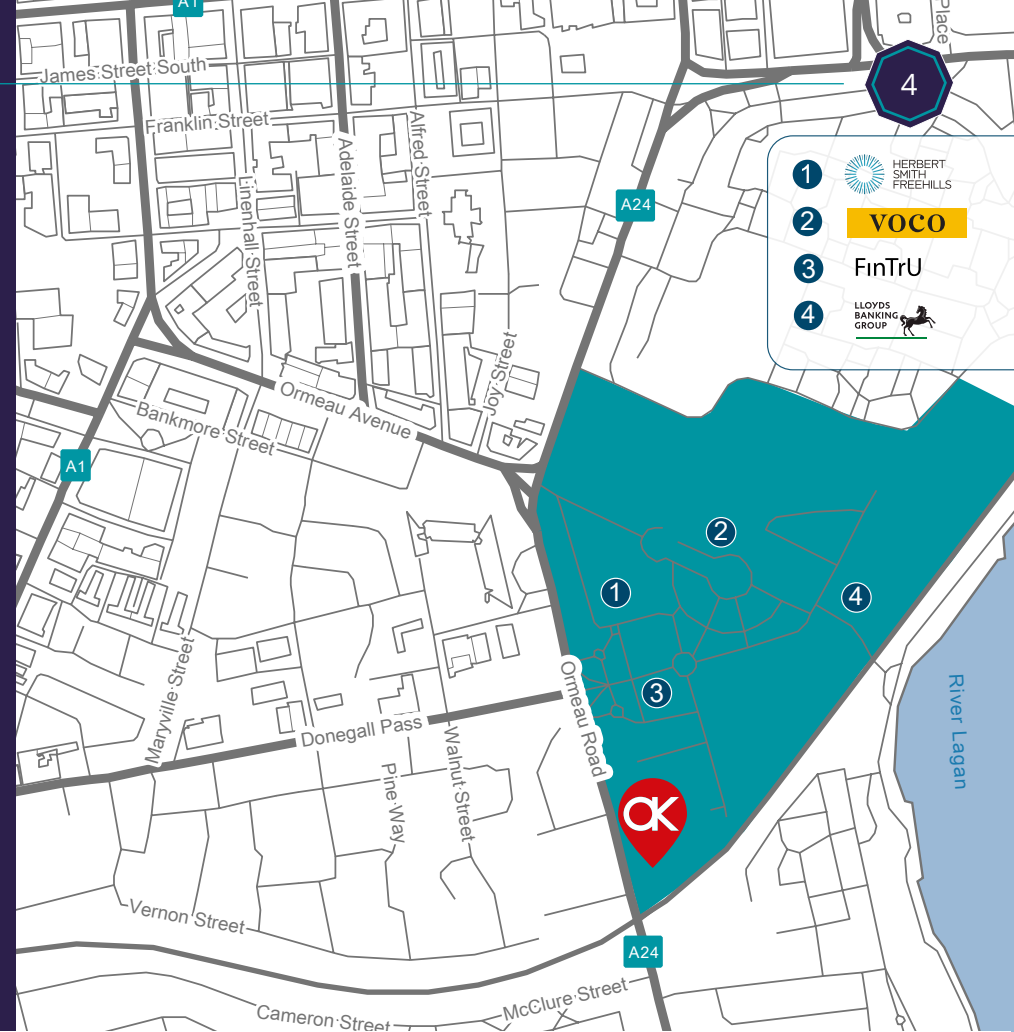 A1
James Street South
Place
4
Franklin Street
Alfred Street
Adelaide Street
Linenhall Street
A24
1 HERBERT
SMITH
FREEHILLS
2 VOCO
3 FinTrU
4 LLOYDS
BANKING
GROUP
Joy Street
Ormeau Avenue
Bankmore Street
A1
2
1
4
3
Maryville Street
Ormeau Road
Donegall Pass
River Lagan
Pine Way
Walnut Street
OK
Vernon Street
A24
McClure Street
Cameron Street